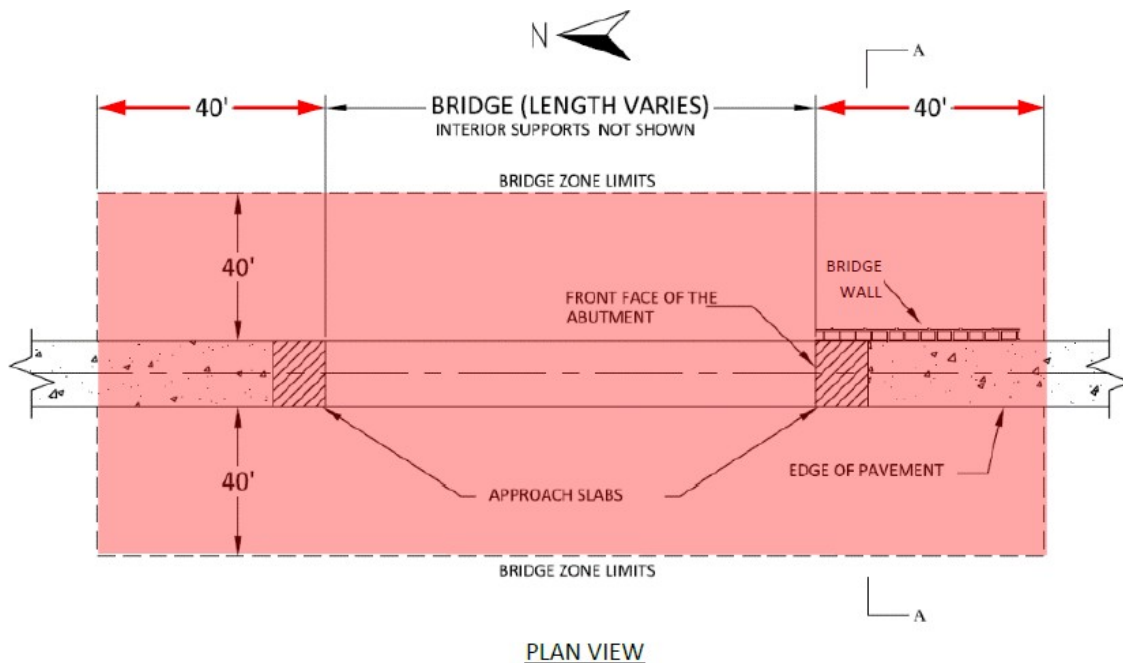 N
A
40'
BRIDGE (LENGTH VARIES)
INTERIOR SUPPORTS NOT SHOWN
40'
BRIDGE ZONE LIMITS
40'
BRIDGE
WALL
FRONT FACE OF THE
ABUTMENT
40'
APPROACH SLABS
EDGE OF PAVEMENT
BRIDGE ZONE LIMITS
A
PLAN VIEW